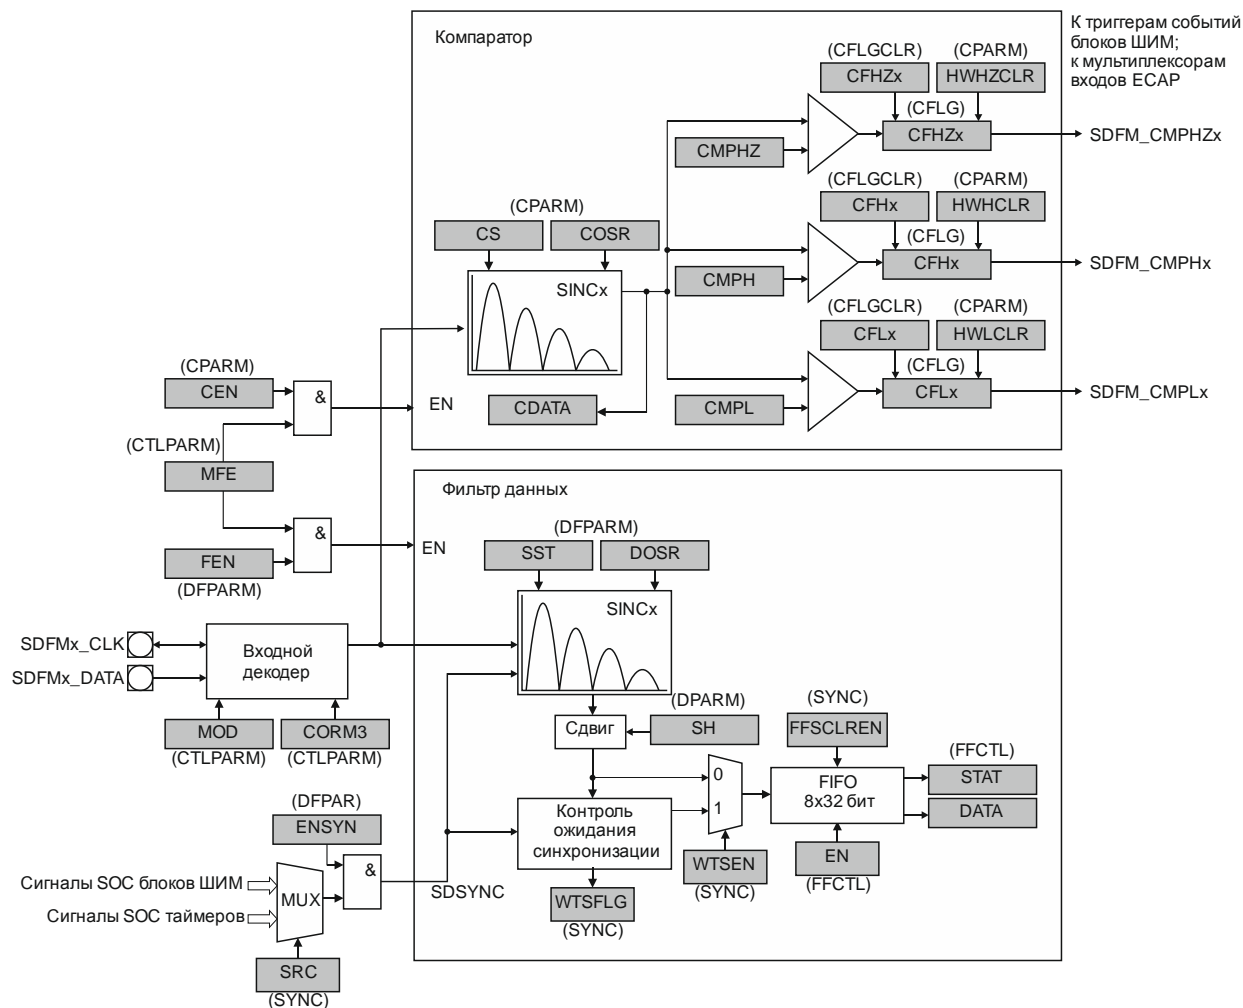 Компаратор
К триггерам событий
блоков ШИМ;
к мультиплексорам
входов ECAP
(CFLGCLR)
(CPARM)
CFHZx
HWHZCLR
(CFLG)
CFHZx
SDFM_CMPHZx
CMPHZ
(CFLGCLR)
(CPARM)
CFHx
HWHCLR
(CFLG)
CFHx
SDFM_CMPHx
CMPH
(CPARM)
CS
COSR
SINCx
(CFLGCLR)
(CPARM)
CFLx
HWLCLR
(CFLG)
CFLx
SDFM_CMPLx
CMPL
CDATA
(CPARM)
CEN
&
EN
(CTLPARM)
MFE
&
EN
FEN
(DFPARM)
Фильтр данных
(DFPARM)
SST
DOSR
SINCx
SDFMx_CLK
SDFMx_DATA
Входной
декодер
MOD
CORM3
(CTLPARM)
(CTLPARM)
(DPARM)
Сдвиг
SH
(SYNC)
FFSCLREN
0
1
FIFO
8x32 бит
(FFCTL)
STAT
DATA
Контроль
ожидания
синхронизации
WTSEN
(SYNC)
EN
(FFCTL)
WTSFLG
(SYNC)
(DFPAR)
ENSYN
&
SDSYNC
Сигналы SOC блоков ШИМ
MUX
Сигналы SOC таймеров
SRC
(SYNC)